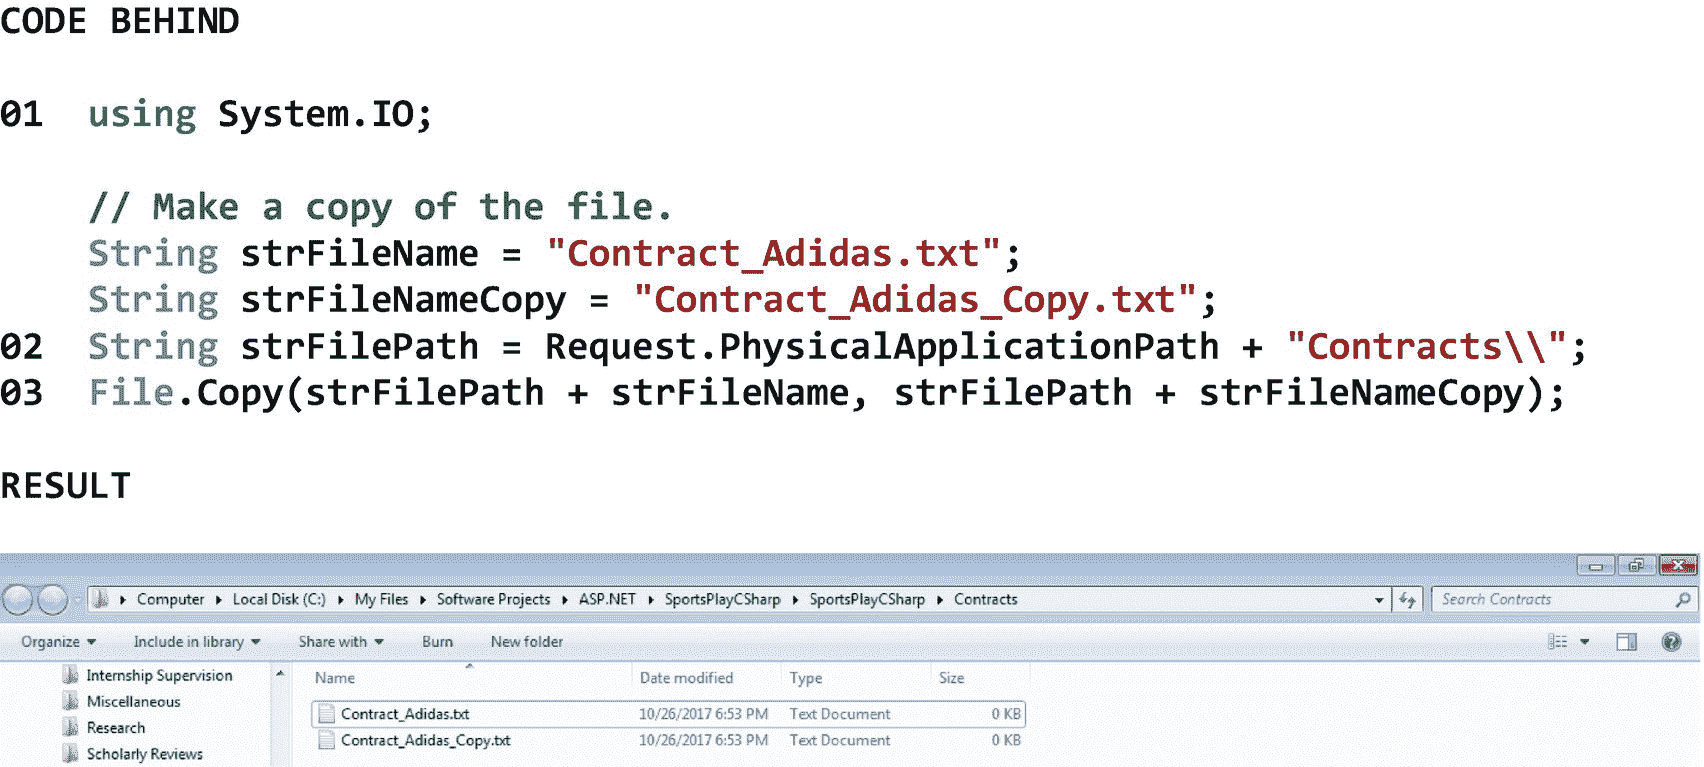 CODE BEHIND
01 using System.IO;
// Make a copy of the file.
String strFileName = "Contract_Adidas.txt";
String strFileNameCopy = "Contract_Adidas_Copy.txt";
02 String strFilePath = Request.PhysicalApplicationPath + "Contracts\\";
03 File.Copy(strFilePath + strFileName, strFilePath + strFileNameCopy);
RESULT
Computer Local Disk (C:) My Files Software Projects ASP.NET SportsPlayCSharp SportsPlayCSharp Contracts Search Contracts
Organize Include in library Share with Burn New folder
Internship Supervision Name Date modified Type Size
Miscellaneous Contract_Adidas.txt 10/26/2017 6:53 PM Text Document 0 KB
Research Contract_Adidas_Copy.txt 10/26/2017 6:53 PM Text Document 0 KB
Scholarly Reviews